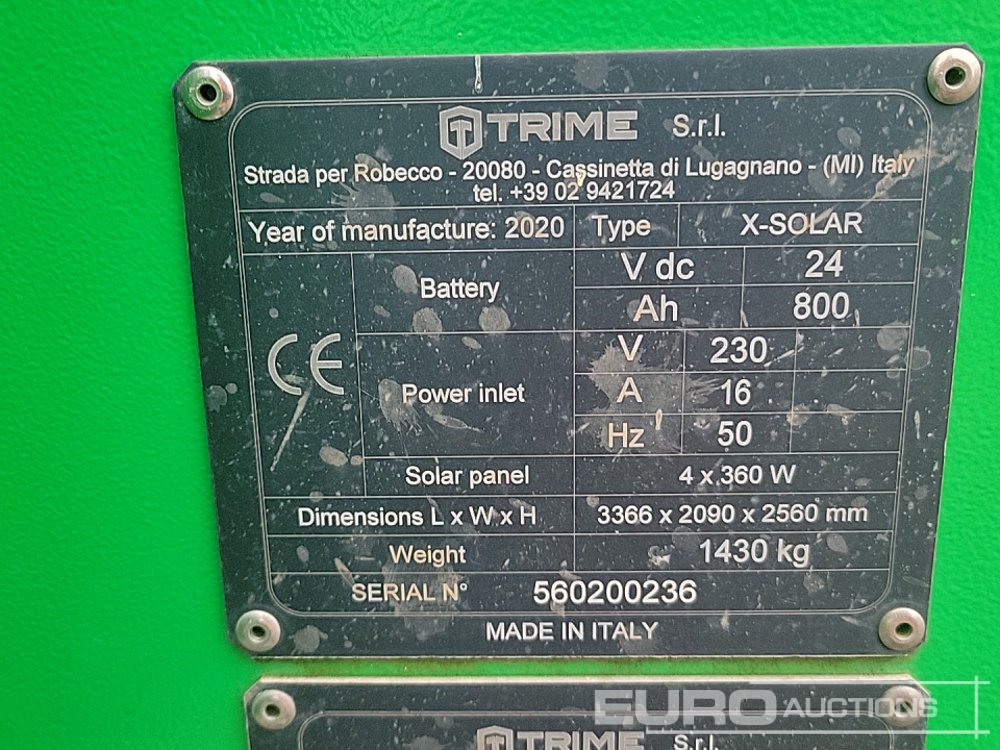 TRIME S.r.l.
Strada per Robecco - 20080 - Cassinetta di Lugagnano - (MI) Italy
tel. +39 02 9421724
Year of manufacture: 2020 Type X-SOLAR
CE
Battery
V dc 24
Ah 800
Power inlet
V 230
A 16
Hz 50
Solar panel 4 x 360 W
Dimensions L x W x H 3366 x 2090 x 2560 mm
Weight 1430 kg
SERIAL N° 560200236
MADE IN ITALY
EURO AUCTIONS
TRIME S.r.l.